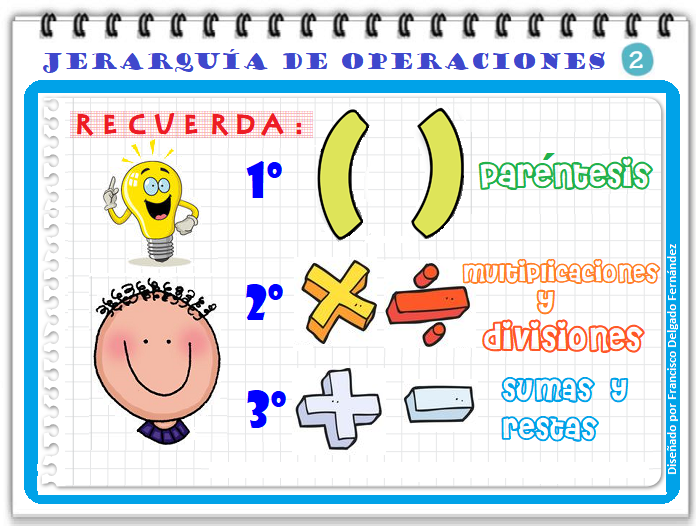 JERARQUÍA DE OPERACIONES 2
RECUERDA:
1º
paréntesis
2º
multiplicaciones
y
divisiones
3º
sumas y
restas
Diseñado por Francisco Delgado Fernández